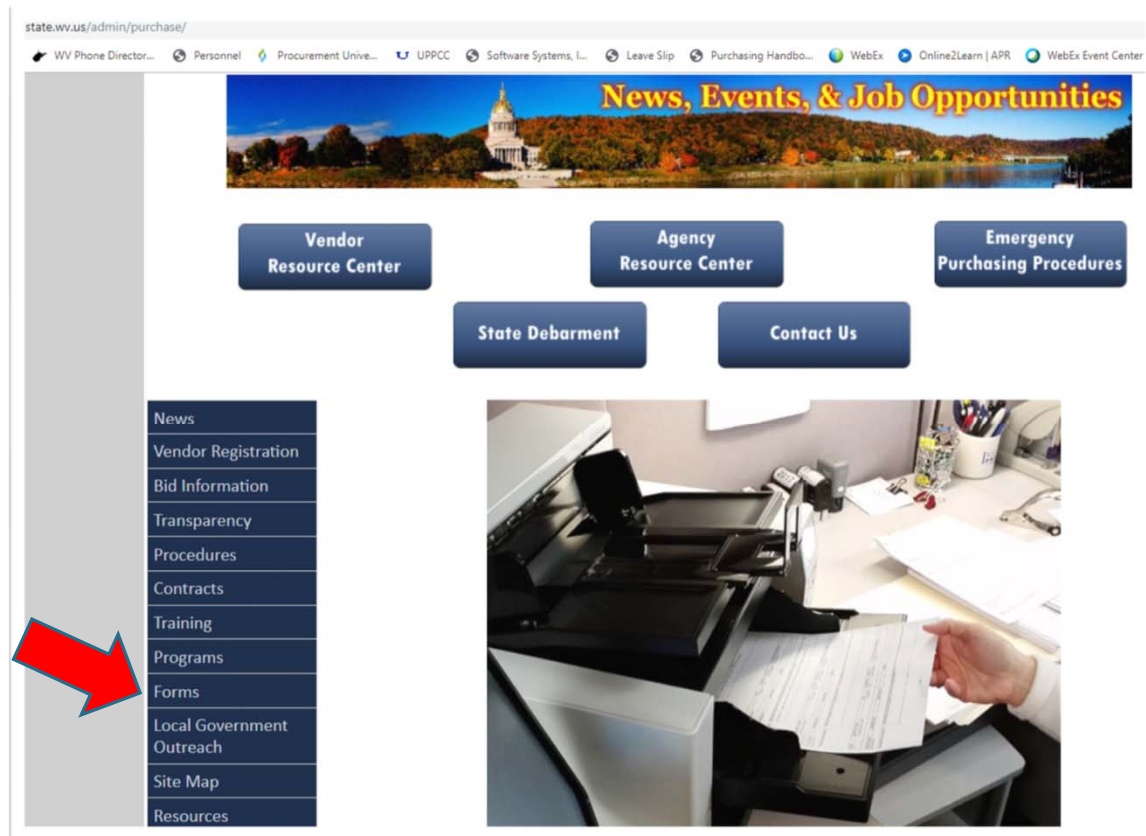 state.wv.us/admin/purchase/
WV Phone Director... Personnel Procurement Unive... UPPCC Software Systems, I... Leave Slip Purchasing Handbo... WebEx Online2Learn | APR WebEx Event Center
News, Events, & Job Opportunities
Vendor
Resource Center
Agency
Resource Center
Emergency
Purchasing Procedures
State Debarment
Contact Us
News
Vendor Registration
Bid Information
Transparency
Procedures
Contracts
Training
Programs
Forms
Local Government
Outreach
Site Map
Resources